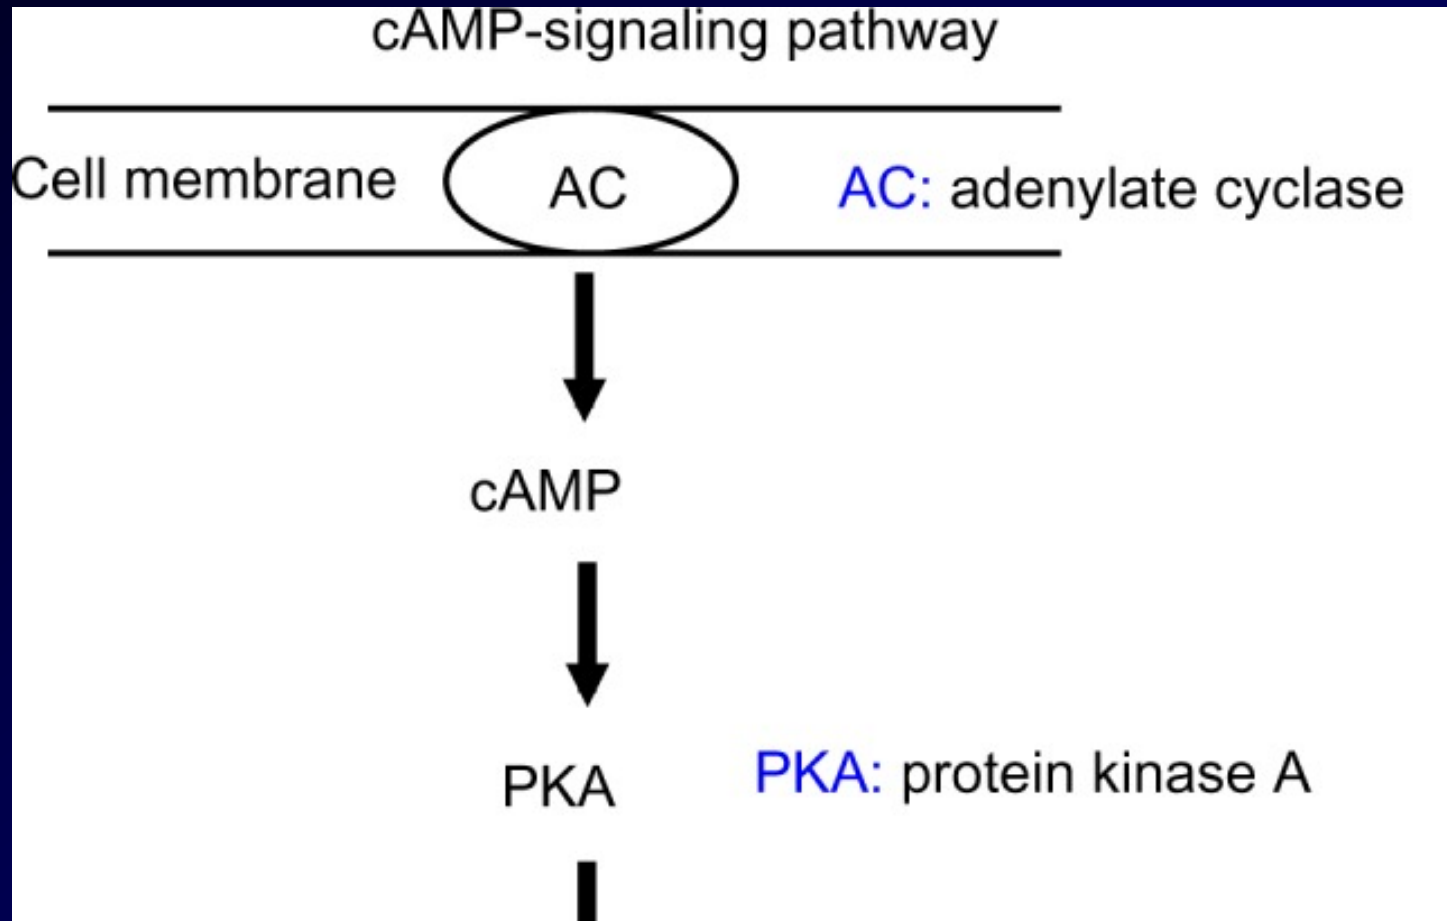 cAMP-signaling pathway
Cell membrane
AC
AC: adenylate cyclase
cAMP
PKA
PKA: protein kinase A